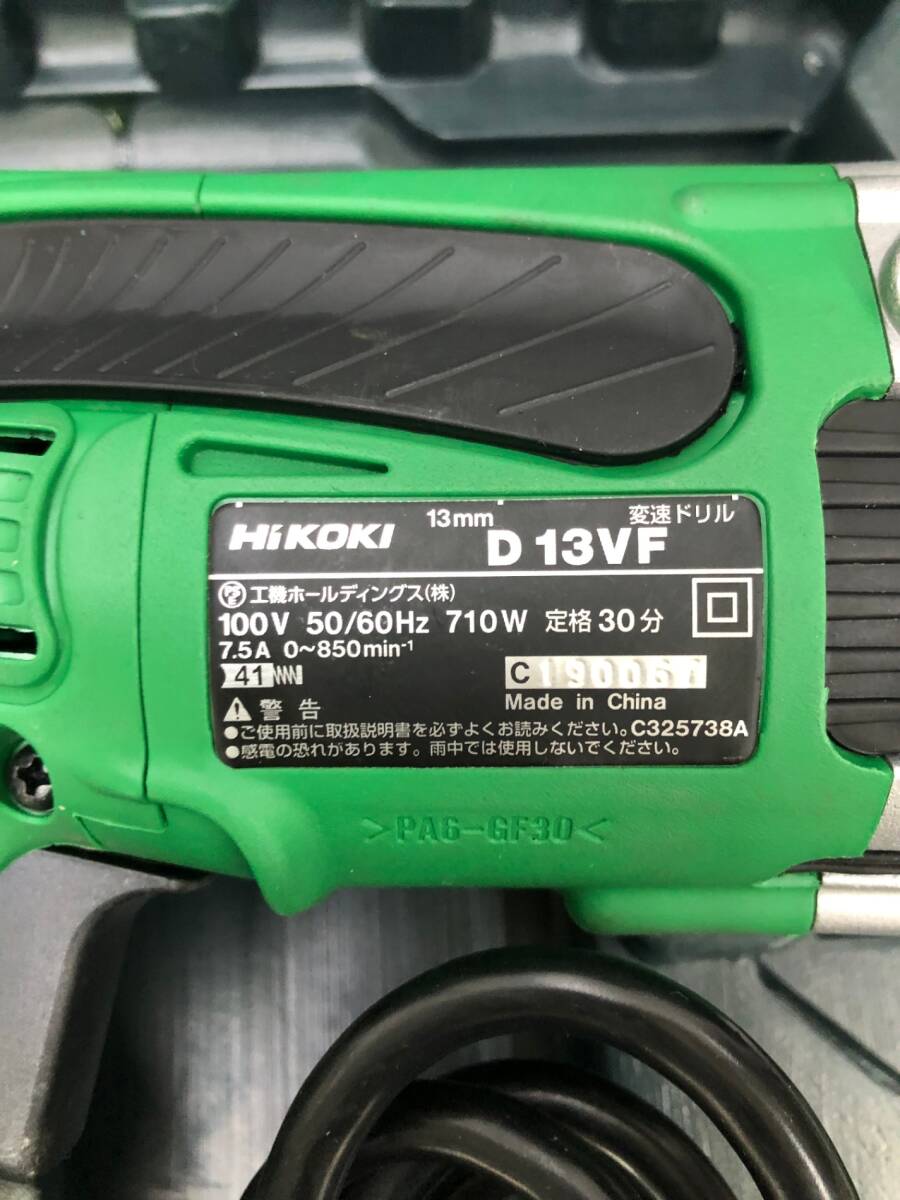 13mm 変速ドリル
HiKOKI D 13VF
PSE 工機ホールディングス(株)
100V 50/60Hz 710W 定格 30 分
7.5A 0~850min⁻¹
41 C
Made in China
⚠ 警告
●ご使用前に取扱説明書を必ずよくお読みください。C325738A
●感電の恐れがあります。雨中では使用しないでください。
>PA6-GF30<